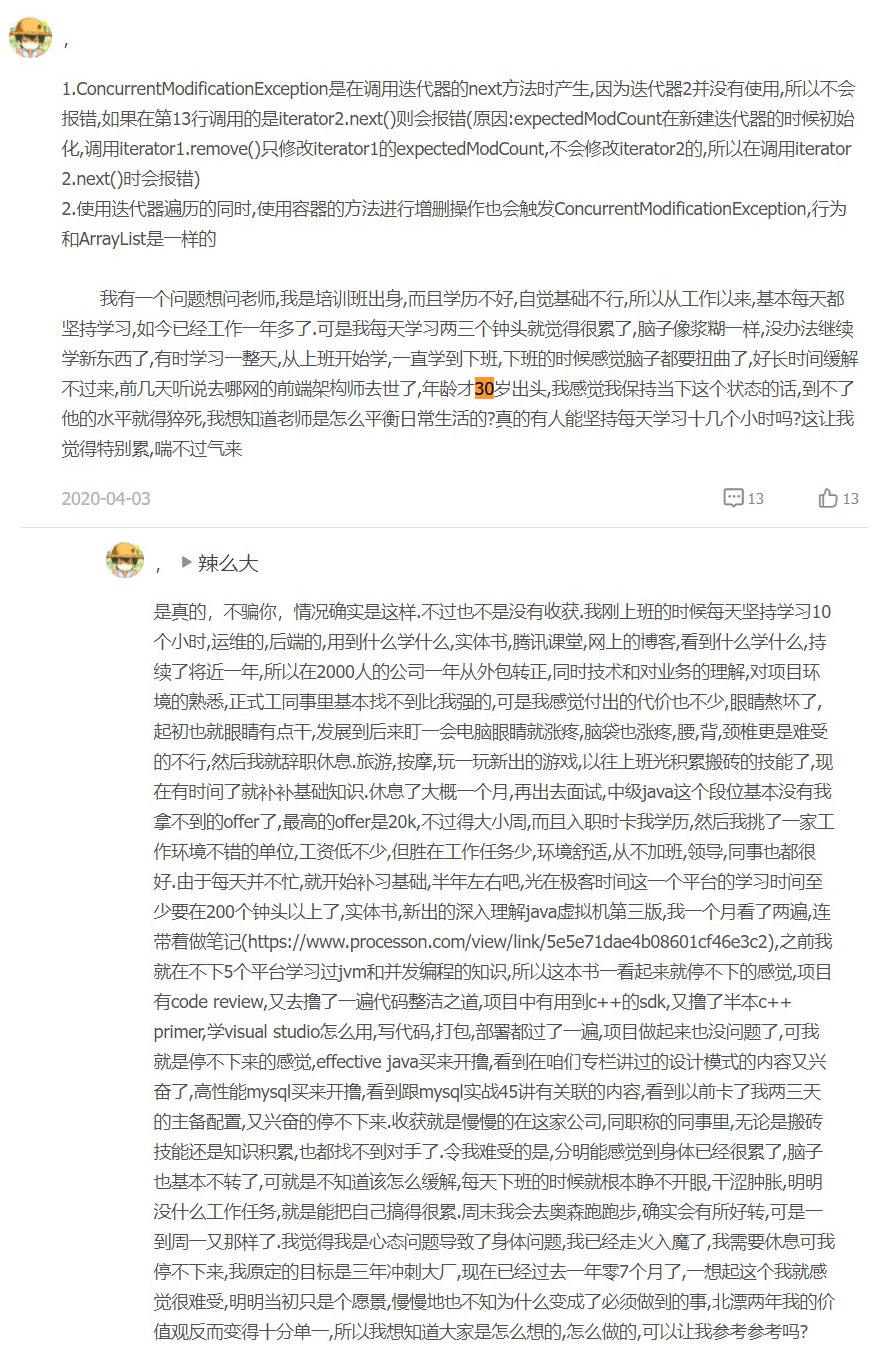 ,
1.ConcurrentModificationException是在调用迭代器的next方法时产生,因为迭代器2并没有使用,所以不会
报错,如果在第13行调用的是iterator2.next()则会报错(原因:expectedModCount在新建迭代器的时候初始
化,调用iterator1.remove()只修改iterator1的expectedModCount,不会修改iterator2的,所以在调用iterator
2.next()时会报错)
2.使用迭代器遍历的同时,使用容器的方法进行增删操作也会触发ConcurrentModificationException,行为
和ArrayList是一样的
我有一个问题想问老师,我是培训班出身,而且学历不好,自觉基础不行,所以从工作以来,基本每天都
坚持学习,如今已经工作一年多了.可是我每天学习两三个钟头就觉得很累了,脑子像浆糊一样,没办法继续
学新东西了,有时学习一整天,从上班开始学,一直学到下班,下班的时候感觉脑子都要扭曲了,好长时间缓解
不过来,前几天听说去哪网的前端架构师去世了,年龄才30岁出头,我感觉我保持当下这个状态的话,到不了
他的水平就得猝死,我想知道老师是怎么平衡日常生活的?真的有人能坚持每天学习十几个小时吗?这让我
觉得特别累,喘不过气来
2020-04-03 13 13
, ▶ 辣么大
是真的，不骗你，情况确实是这样.不过也不是没有收获.我刚上班的时候每天坚持学习10
个小时,运维的,后端的,用到什么学什么,实体书,腾讯课堂,网上的博客,看到什么学什么,持
续了将近一年,所以在2000人的公司一年从外包转正,同时技术和对业务的理解,对项目环
境的熟悉,正式工同事里基本找不到比我强的,可是我感觉付出的代价也不少,眼睛熬坏了,
起初也就眼睛有点干,发展到后来盯一会电脑眼睛就涨疼,脑袋也涨疼,腰,背,颈椎更是难受
的不行,然后我就辞职休息.旅游,按摩,玩一玩新出的游戏,以往上班光积累搬砖的技能了,现
在有时间了就补补基础知识.休息了大概一个月,再出去面试,中级java这个段位基本没有我
拿不到的offer了,最高的offer是20k,不过得大小周,而且入职时卡我学历,然后我挑了一家工
作环境不错的单位,工资低不少,但胜在工作任务少,环境舒适,从不加班,领导,同事也都很
好.由于每天并不忙,就开始补习基础,半年左右吧,光在极客时间这一个平台的学习时间至
少要在200个钟头以上了,实体书,新出的深入理解java虚拟机第三版,我一个月看了两遍,连
带着做笔记(https://www.processon.com/view/link/5e5e71dae4b08601cf46e3c2),之前我
就在不下5个平台学习过jvm和并发编程的知识,所以这本书一看起来就停不下的感觉,项目
有code review,又去撸了一遍代码整洁之道,项目中有用到c++的sdk,又撸了半本c++
primer,学visual studio怎么用,写代码,打包,部署都过了一遍,项目做起来也没问题了,可我
就是停不下来的感觉,effective java买来开撸,看到在咱们专栏讲过的设计模式的内容又兴
奋了,高性能mysql买来开撸,看到跟mysql实战45讲有关联的内容,看到以前卡了我两三天
的主备配置,又兴奋的停不下来.收获就是慢慢的在这家公司,同职称的同事里,无论是搬砖
技能还是知识积累,也都找不到对手了.令我难受的是,分明能感觉到身体已经很累了,脑子
也基本不转了,可就是不知道该怎么缓解,每天下班的时候就根本睁不开眼,干涩肿胀,明明
没什么工作任务,就是能把自己搞得很累.周末我会去奥森跑跑步,确实会有所好转,可是一
到周一又那样了.我觉得我是心态问题导致了身体问题,我已经走火入魔了,我需要休息可我
停不下来,我原定的目标是三年冲刺大厂,现在已经过去一年零7个月了,一想起这个我就感
觉很难受,明明当初只是个愿景,慢慢地也不知为什么变成了必须做到的事,北漂两年我的价
值观反而变得十分单一,所以我想知道大家是怎么想的,怎么做的,可以让我参考参考吗?